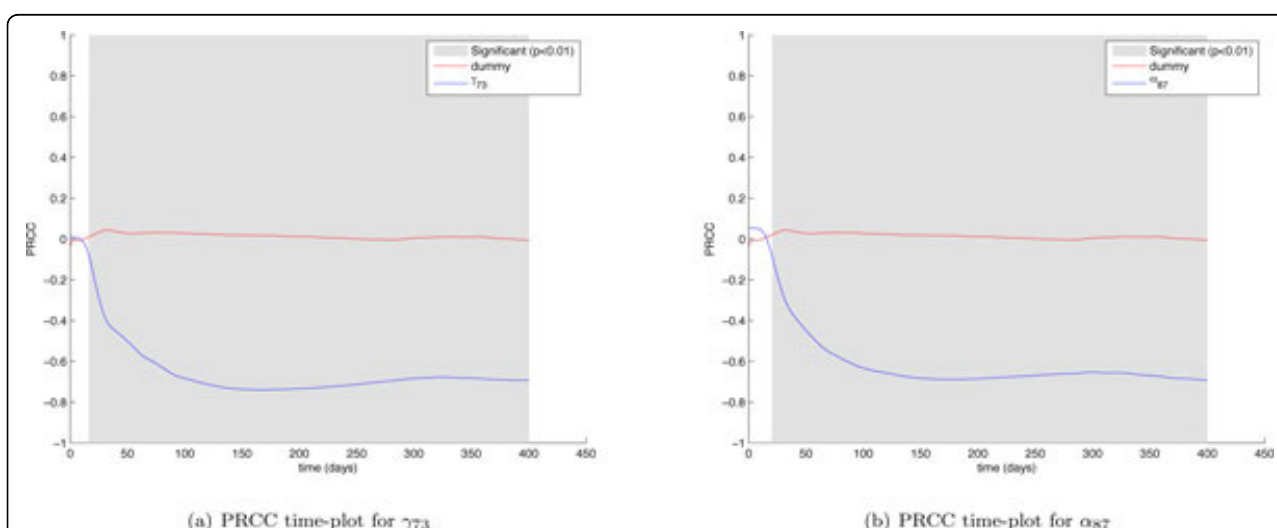 1
0.8
0.6
0.4
0.2
0
−0.2
−0.4
−0.6
−0.8
−1
PRCC
0 50 100 150 200 250 300 350 400 450
time (days)
Significant (p<0.01)
dummy
γ73
(a) PRCC time-plot for γ73
1
0.8
0.6
0.4
0.2
0
−0.2
−0.4
−0.6
−0.8
−1
PRCC
0 50 100 150 200 250 300 350 400 450
time (days)
Significant (p<0.01)
dummy
α87
(b) PRCC time-plot for α87